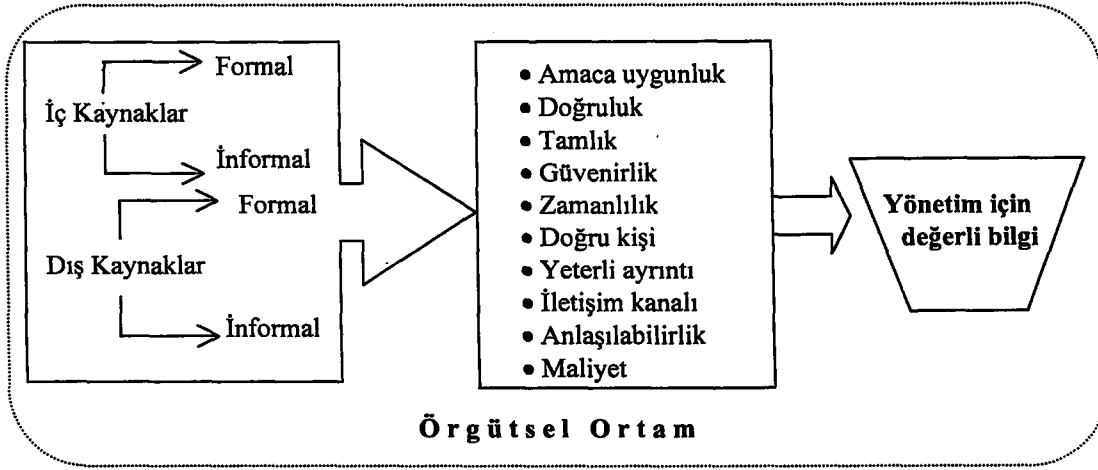 Formal
İç Kaynaklar
İnformal
Formal
Dış Kaynaklar
İnformal
• Amaca uygunluk
• Doğruluk
• Tamlık
• Güvenirlik
• Zamanlılık
• Doğru kişi
• Yeterli ayrıntı
• İletişim kanalı
• Anlaşılabilirlik
• Maliyet
Yönetim için
değerli bilgi
Örgütsel Ortam